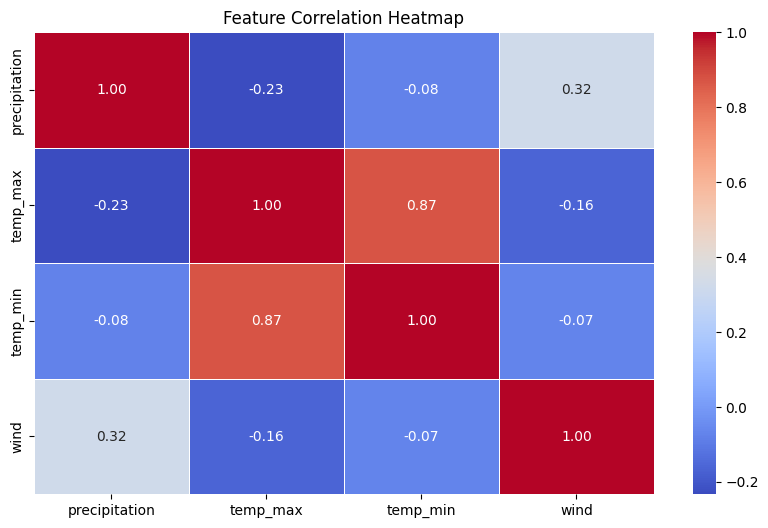 Feature Correlation Heatmap
precipitation 1.00 -0.23 -0.08 0.32
temp_max -0.23 1.00 0.87 -0.16
temp_min -0.08 0.87 1.00 -0.07
wind 0.32 -0.16 -0.07 1.00
precipitation temp_max temp_min wind
1.0
0.8
0.6
0.4
0.2
0.0
−0.2